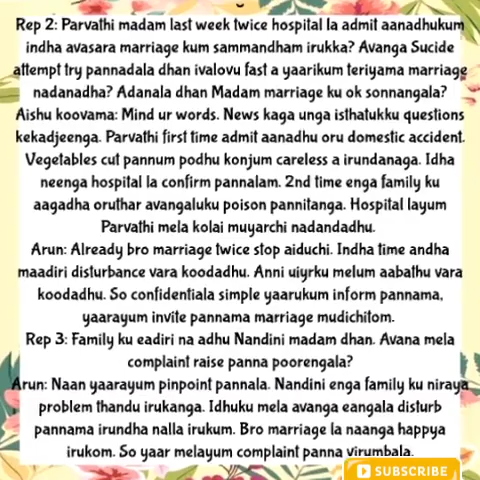 Rep 2: Parvathi madam last week twice hospital la admit aanadhukum
indha avasara marriage kum sammandham irukka? Avanga Sucide
attempt try pannadala dhan ivalovu fast a yaarikum teriyama marriage
nadanadha? Adanala dhan Madam marriage ku ok sonnangala?
Aishu koovama: Mind ur words. News kaga unga isthatukku questions
kekadjeenga. Parvathi first time admit aanadhu oru domestic accident.
Vegetables cut pannum podhu konjum careless a irundanaga. Idha
neenga hospital la confirm pannalam. 2nd time enga family ku
aagadha oruthar avangaluku poison pannitanga. Hospital layum
Parvathi mela kolai muyarchi nadandadhu.
Arun: Already bro marriage twice stop aiduchi. Indha time andha
maadiri disturbance vara koodadhu. Anni uiyrku melum aabathu vara
koodadhu. So confidentiala simple yaarukum inform pannama,
yaarayum invite pannama marriage mudichitom.
Rep 3: Family ku eadiri na adhu Nandini madam dhan. Avana mela
complaint raise panna poorengala?
Arun: Naan yaarayum pinpoint pannala. Nandini enga family ku niraya
problem thandu irukanga. Idhuku mela avanga eangala disturb
pannama irundha nalla irukum. Bro marriage la naanga happya
irukom. So yaar melayum complaint panna virumbala.
SUBSCRIBE